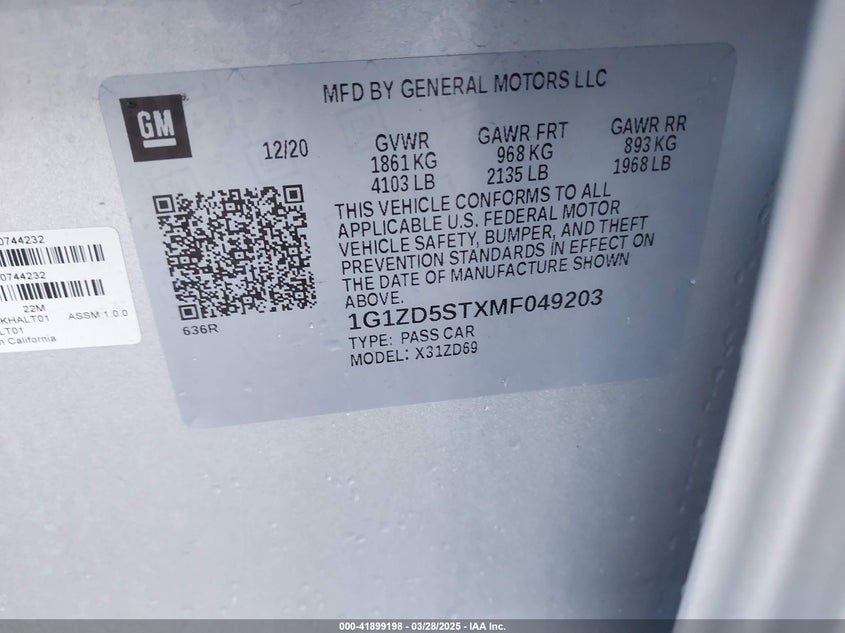 MFD BY GENERAL MOTORS LLC
GM
12/20
GVWR
1861 KG
4103 LB
GAWR FRT
968 KG
2135 LB
GAWR RR
893 KG
1968 LB
THIS VEHICLE CONFORMS TO ALL
APPLICABLE U.S. FEDERAL MOTOR
VEHICLE SAFETY, BUMPER, AND THEFT
PREVENTION STANDARDS IN EFFECT ON
THE DATE OF MANUFACTURE SHOWN
ABOVE.
636R
1G1ZD5STXMF049203
TYPE: PASS CAR
MODEL: X31ZD69
0744232
0744232
22M
KHALT01 ASSM:1.0.0
LT01
n California
000-41899198 - 03/28/2025 - IAA Inc.